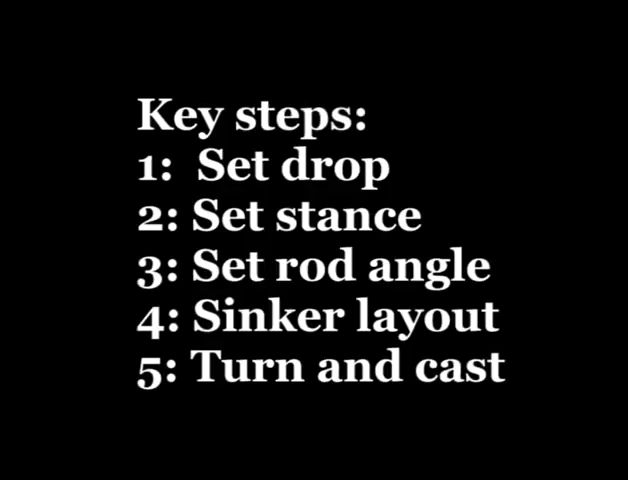 Key steps:
1:  Set drop
2: Set stance
3: Set rod angle
4: Sinker layout
5: Turn and cast